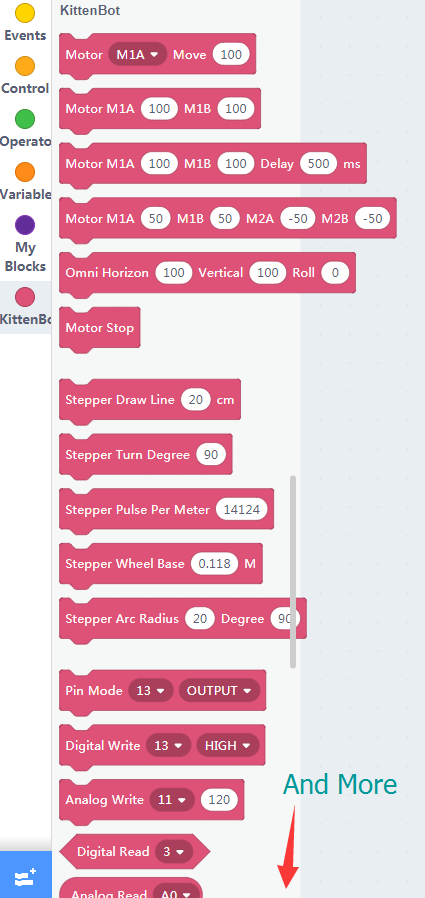 KittenBot
Events
Control
Operato
Variable
My
Blocks
KittenBo
Motor M1A Move 100
Motor M1A 100 M1B 100
Motor M1A 100 M1B 100 Delay 500 ms
Motor M1A 50 M1B 50 M2A -50 M2B -50
Omni Horizon 100 Vertical 100 Roll 0
Motor Stop
Stepper Draw Line 20 cm
Stepper Turn Degree 90
Stepper Pulse Per Meter 14124
Stepper Wheel Base 0.118 M
Stepper Arc Radius 20 Degree 90
Pin Mode 13 OUTPUT
Digital Write 13 HIGH
Analog Write 11 120
And More
Digital Read 3
Analog Read A0